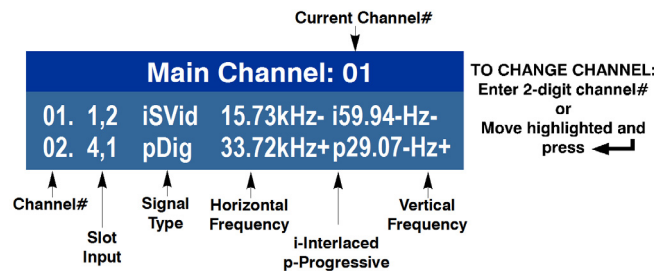 Current Channel#
Main Channel: 01
01. 1,2 iSVid 15.73kHz- i59.94-Hz-
02. 4,1 pDig 33.72kHz+ p29.07-Hz+
TO CHANGE CHANNEL:
Enter 2-digit channel#
or
Move highlighted and
press
Channel#
Slot
Input
Signal
Type
Horizontal
Frequency
i-Interlaced
p-Progressive
Vertical
Frequency